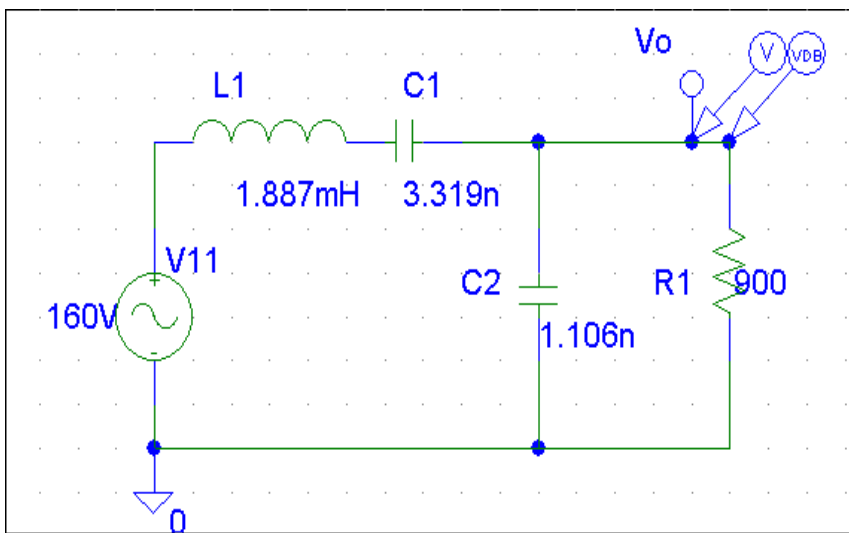 Vo
V
VDB
L1
C1
1.887mH
3.319n
V11
+
160V
-
C2
R1
900
1.106n
0